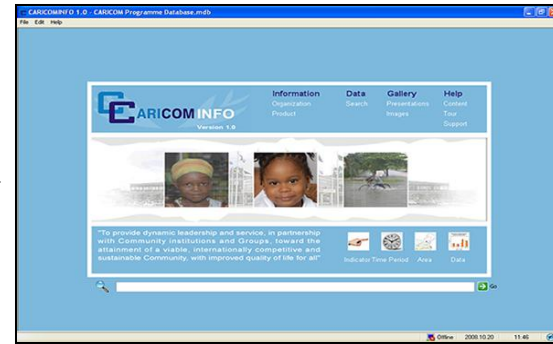 CARICOMINFO 1.0 - CARICOM Programme Database.mdb
File Edit Help
Information Data Gallery Help
Organization Search Presentations Content
Product Images Tour
Support
CARICOM INFO
Version 1.0
"To provide dynamic leadership and service, in partnership
with Community institutions and Groups, toward the
attainment of a viable, internationally competitive and
sustainable Community, with improved quality of life for all"
Indicator Time Period Area Data
Go
Offline 2008.10.20 11:46